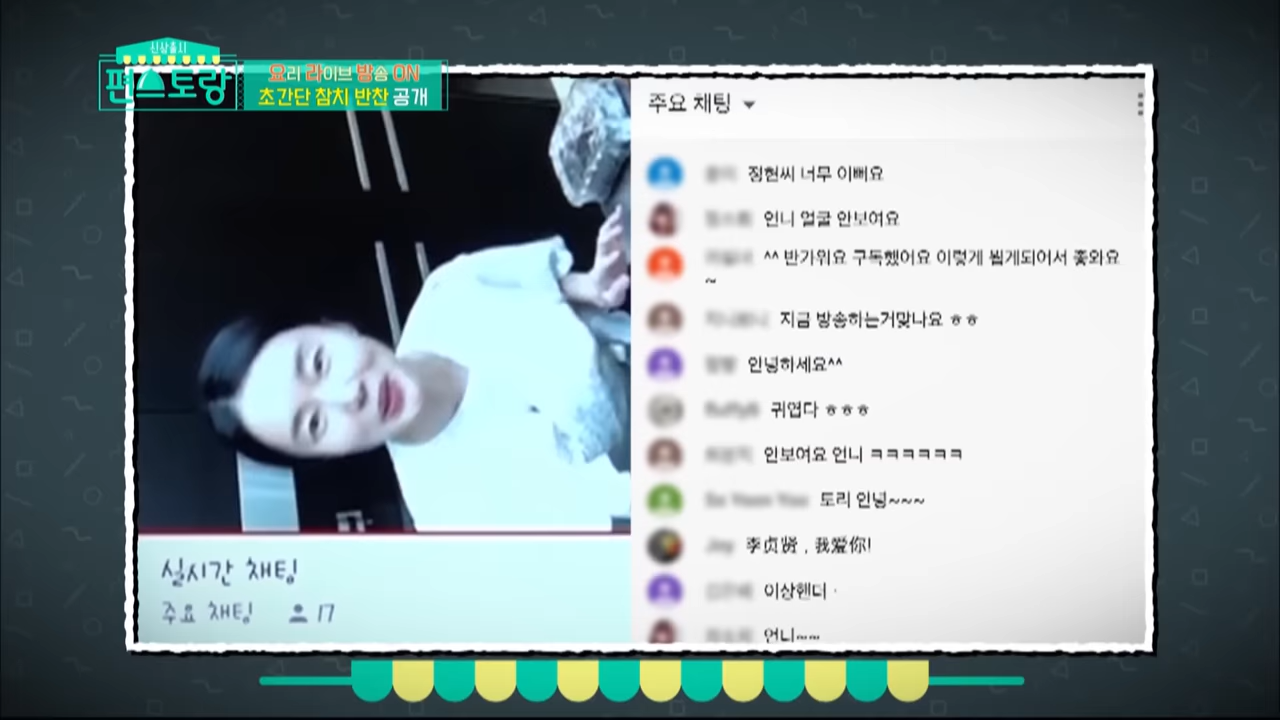 신상출시
편스토랑
요리 라이브 방송 ON
초간단 참치 반찬 공개
주요 채팅
정현씨 너무 이뻐요
언니 얼굴 안보여요
^^ 반가워요 구독했어요 이렇게 뵙게되어서 좋와요
~
지금 방송하는거맞나요 ㅎㅎ
안녕하세요^^
귀엽다 ㅎㅎㅎ
안보여요 언니 ㅋㅋㅋㅋㅋㅋ
토리 안녕~~~
李贞贤，我爱你!
이상헨디
언니~~
실시간 채팅
주요 채팅 17